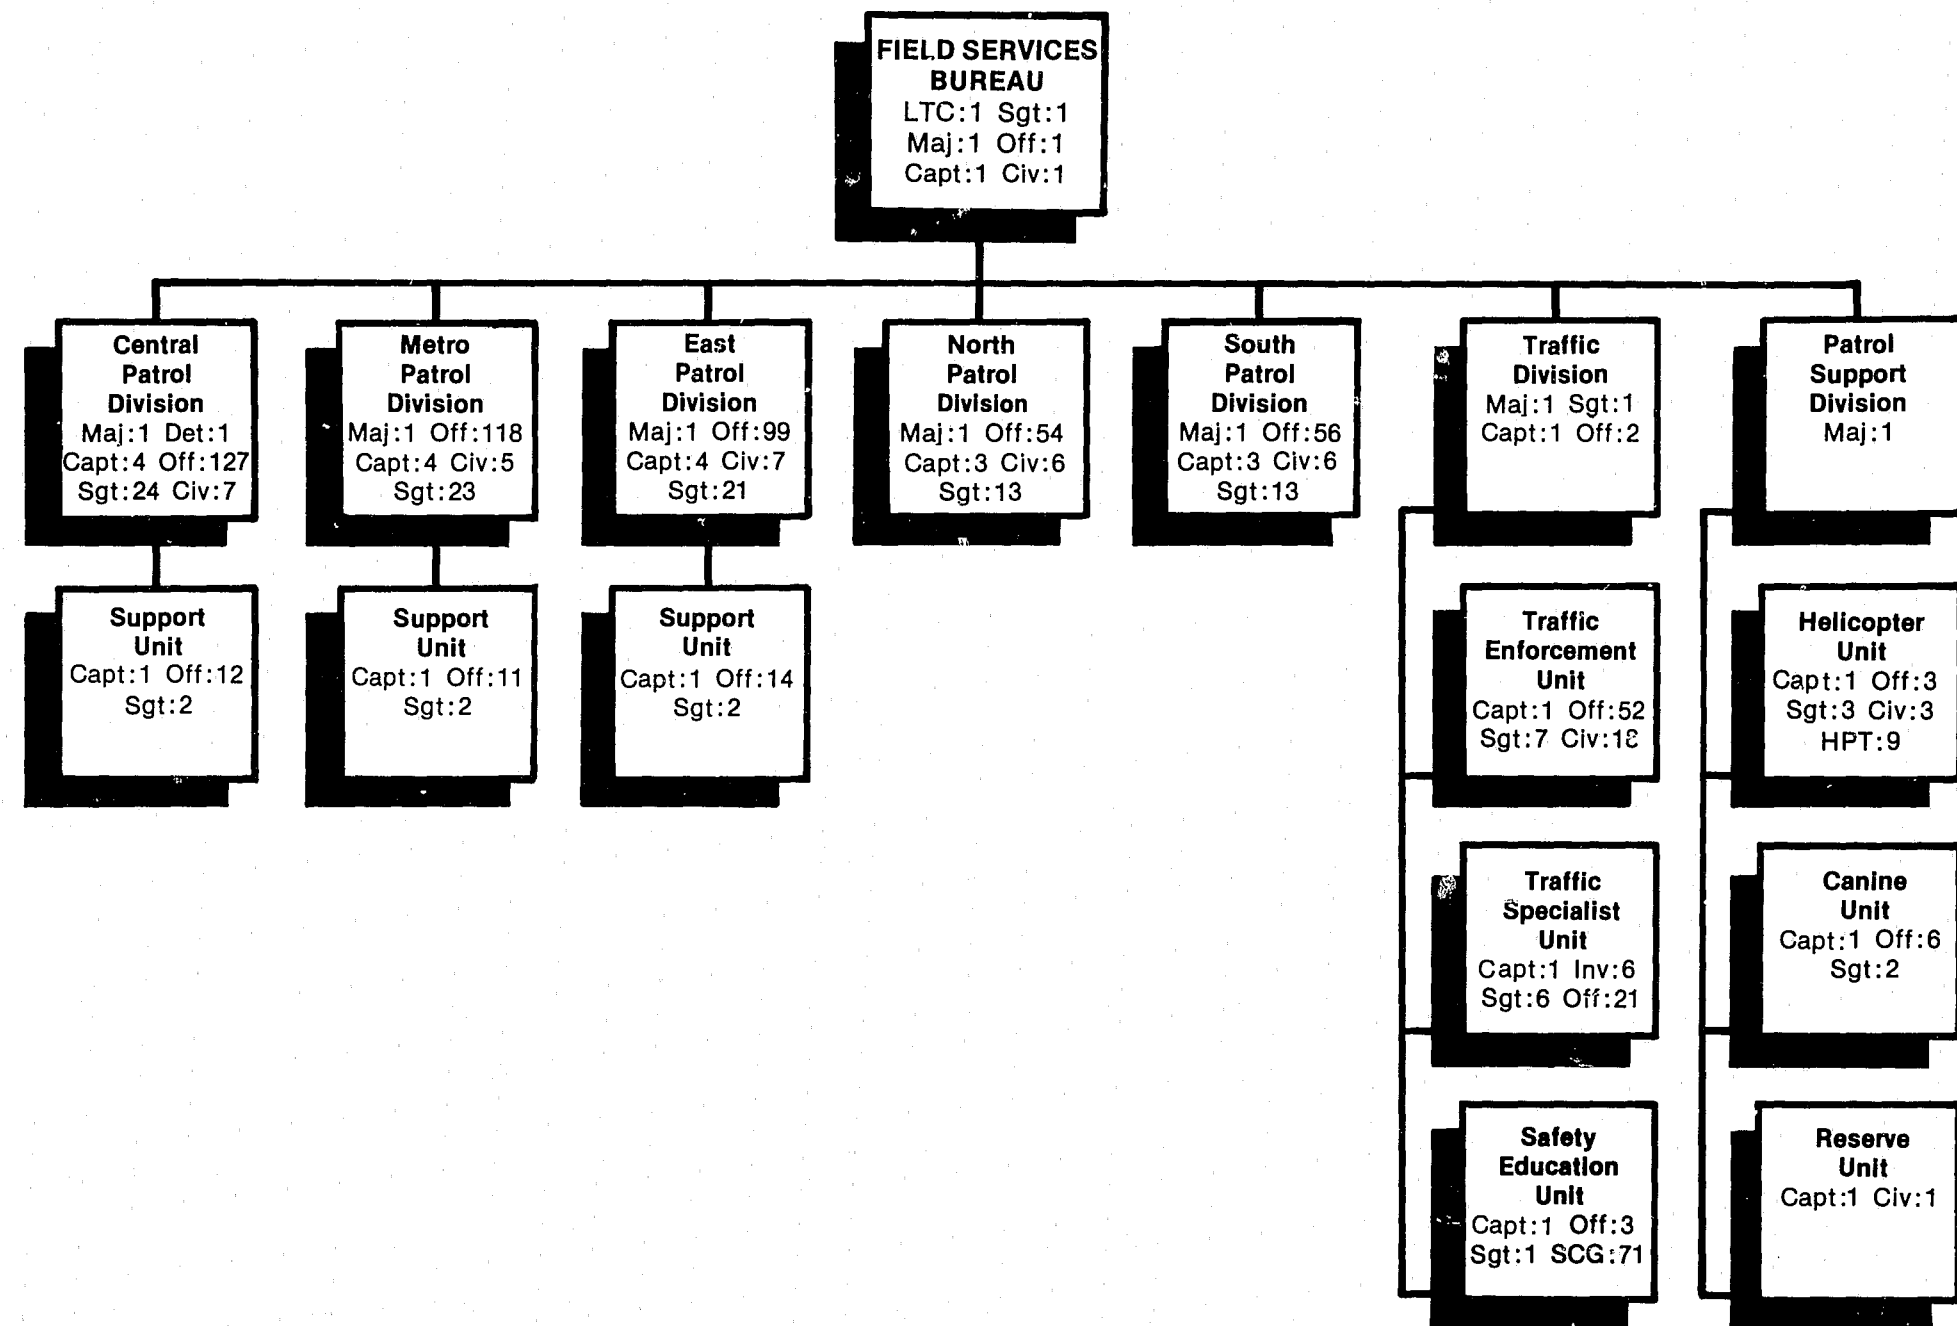 FIELD SERVICES
BUREAU
LTC:1 Sgt:1
Maj:1 Off:1
Capt:1 Civ:1
Central
Patrol
Division
Maj:1 Det:1
Capt:4 Off:127
Sgt:24 Civ:7
Metro
Patrol
Division
Maj:1 Off:118
Capt:4 Civ:5
Sgt:23
East
Patrol
Division
Maj:1 Off:99
Capt:4 Civ:7
Sgt:21
North
Patrol
Division
Maj:1 Off:54
Capt:3 Civ:6
Sgt:13
South
Patrol
Division
Maj:1 Off:56
Capt:3 Civ:6
Sgt:13
Traffic
Division
Maj:1 Sgt:1
Capt:1 Off:2
Patrol
Support
Division
Maj:1
Support
Unit
Capt:1 Off:12
Sgt:2
Support
Unit
Capt:1 Off:11
Sgt:2
Support
Unit
Capt:1 Off:14
Sgt:2
Traffic
Enforcement
Unit
Capt:1 Off:52
Sgt:7
Helicopter
Unit
Capt:1 Off:3
Sgt:3 Civ:3
HPT:9
Traffic
Specialist
Unit
Capt:1 Inv:6
Sgt:6 Off:21
Canine
Unit
Capt:1 Off:6
Sgt:2
Safety
Education
Unit
Capt:1 Off:3
Sgt:1 SCG:71
Reserve
Unit
Capt:1 Civ:1